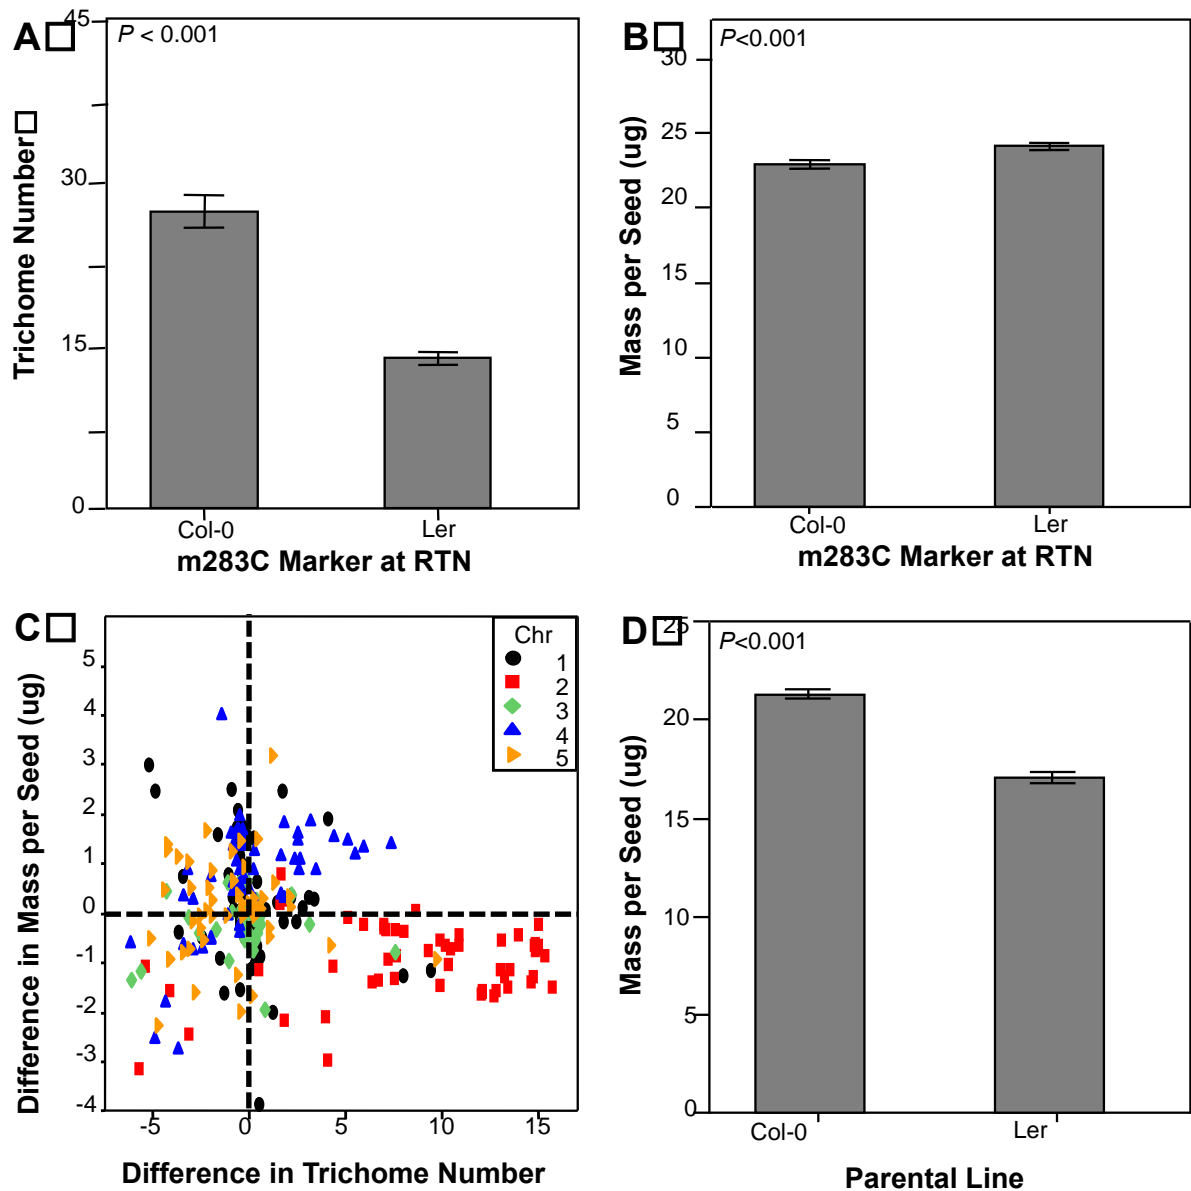 A
P < 0.001
45
30
15
0
Trichome Number
Col-0 Ler
m283C Marker at RTN
B
P<0.001
30
25
20
15
10
5
0
Mass per Seed (ug)
Col-0 Ler
m283C Marker at RTN
C
Chr
1
2
3
4
5
5
4
3
2
1
0
-1
-2
-3
-4
Difference in Mass per Seed (ug)
-5 0 5 10 15
Difference in Trichome Number
D
P<0.001
25
20
15
10
5
0
Mass per Seed (ug)
Col-0 Ler
Parental Line